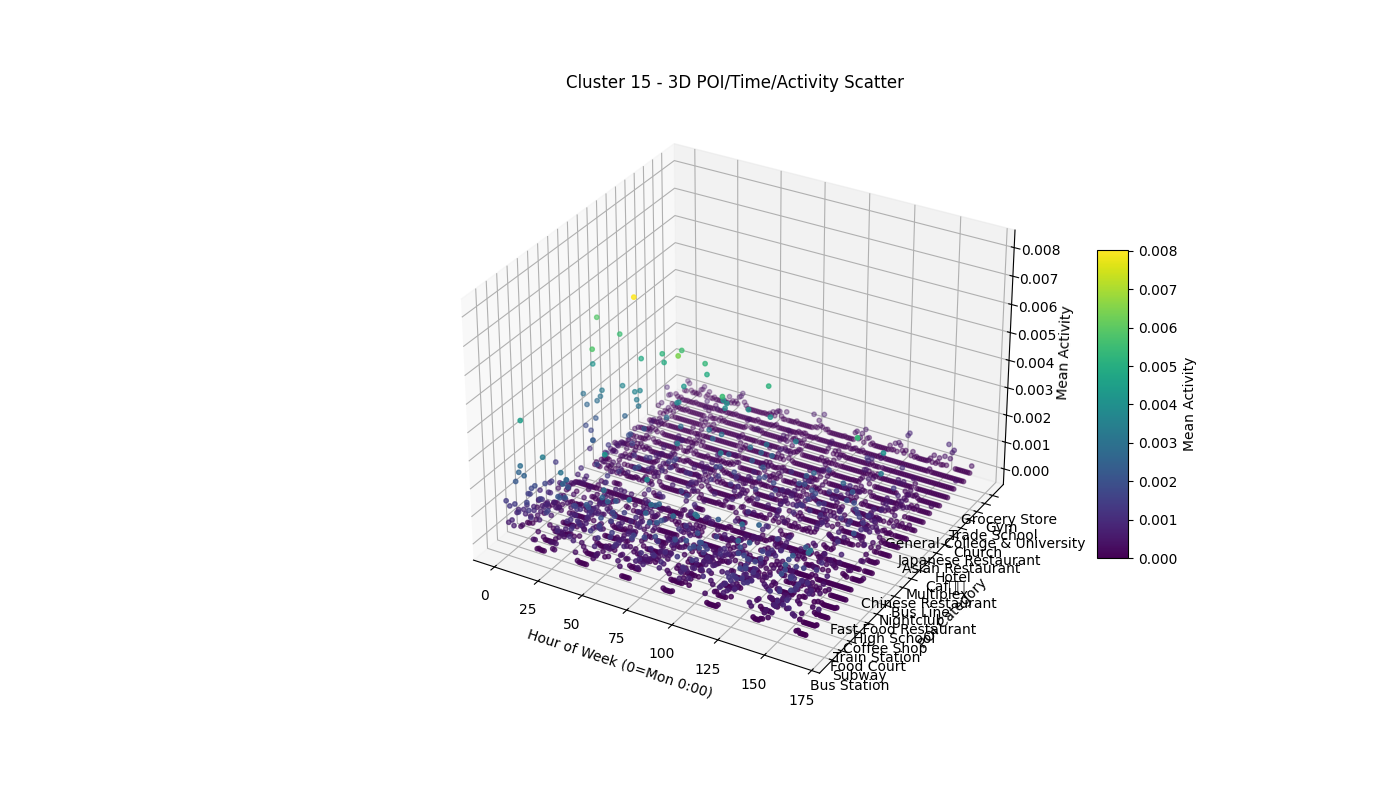 Cluster 15 - 3D POI/Time/Activity Scatter
0.008
0.007
0.006
0.005
0.004
0.003
0.002
0.001
0.000
Mean Activity
0.008
0.007
0.006
0.005
0.004
0.003
0.002
0.001
0.000
Mean Activity
Grocery Store
Gym
Trade School
General College & University
Church
Japanese Restaurant
Asian Restaurant
Hotel
Multiplex
Chinese Restaurant
Bus Line
Nightclub
Fast Food Restaurant
High School
Coffee Shop
Train Station
Food Court
Subway
Bus Station
Category
0
25
50
75
100
125
150
175
Hour of Week (0=Mon 0:00)